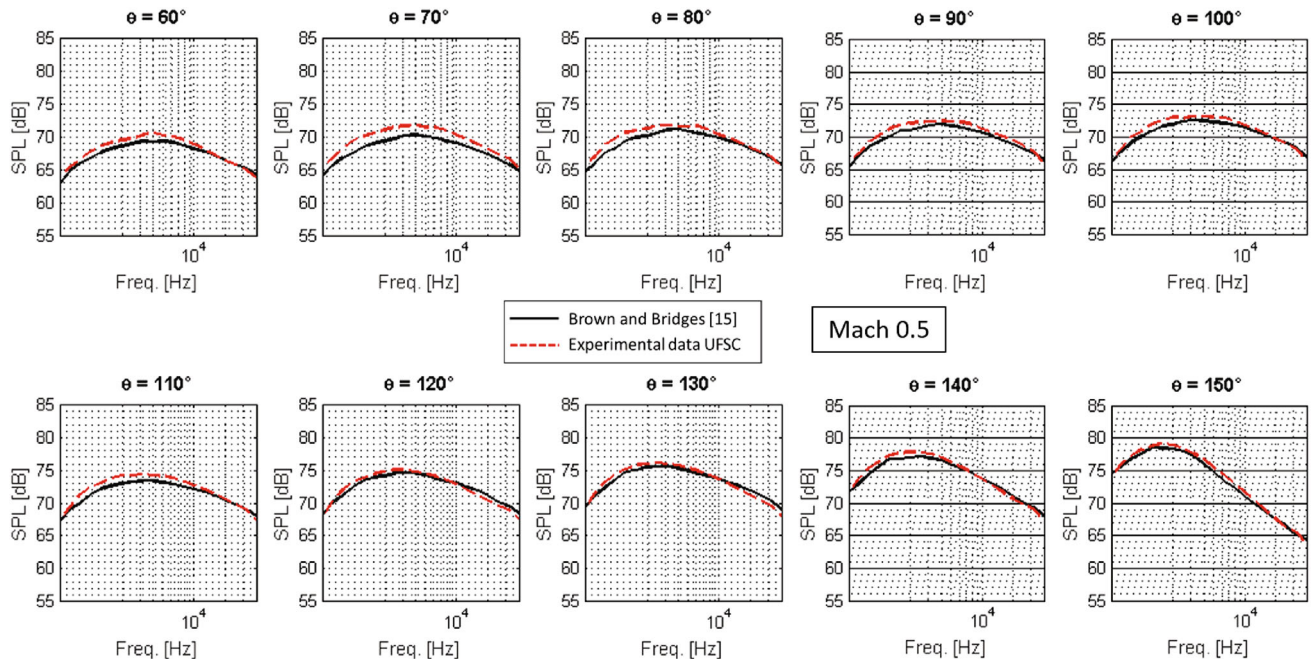 θ = 60°
θ = 70°
θ = 80°
θ = 90°
θ = 100°
85
80
75
70
65
60
55
SPL [dB]
10^4
Freq. [Hz]
85
80
75
70
65
60
55
SPL [dB]
10^4
Freq. [Hz]
85
80
75
70
65
60
55
SPL [dB]
10^4
Freq. [Hz]
85
80
75
70
65
60
55
SPL [dB]
10^4
Freq. [Hz]
85
80
75
70
65
60
55
SPL [dB]
10^4
Freq. [Hz]
Brown and Bridges [15]
Experimental data UFSC
Mach 0.5
θ = 110°
θ = 120°
θ = 130°
θ = 140°
θ = 150°
85
80
75
70
65
60
55
SPL [dB]
10^4
Freq. [Hz]
85
80
75
70
65
60
55
SPL [dB]
10^4
Freq. [Hz]
85
80
75
70
65
60
55
SPL [dB]
10^4
Freq. [Hz]
85
80
75
70
65
60
55
SPL [dB]
10^4
Freq. [Hz]
85
80
75
70
65
60
55
SPL [dB]
10^4
Freq. [Hz]